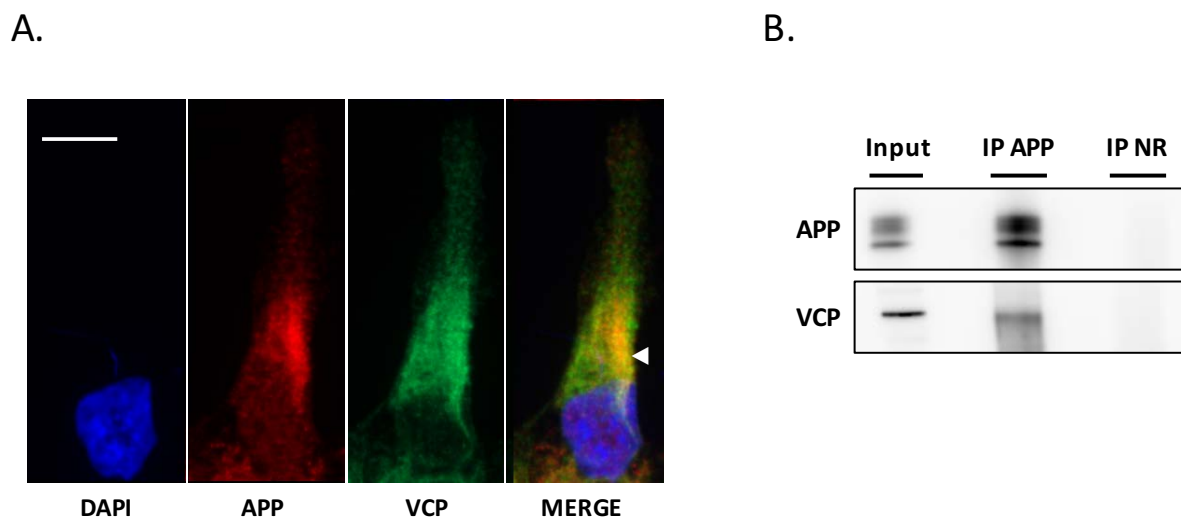 A.
DAPI APP VCP MERGE
B.
Input IP APP IP NR
APP
VCP